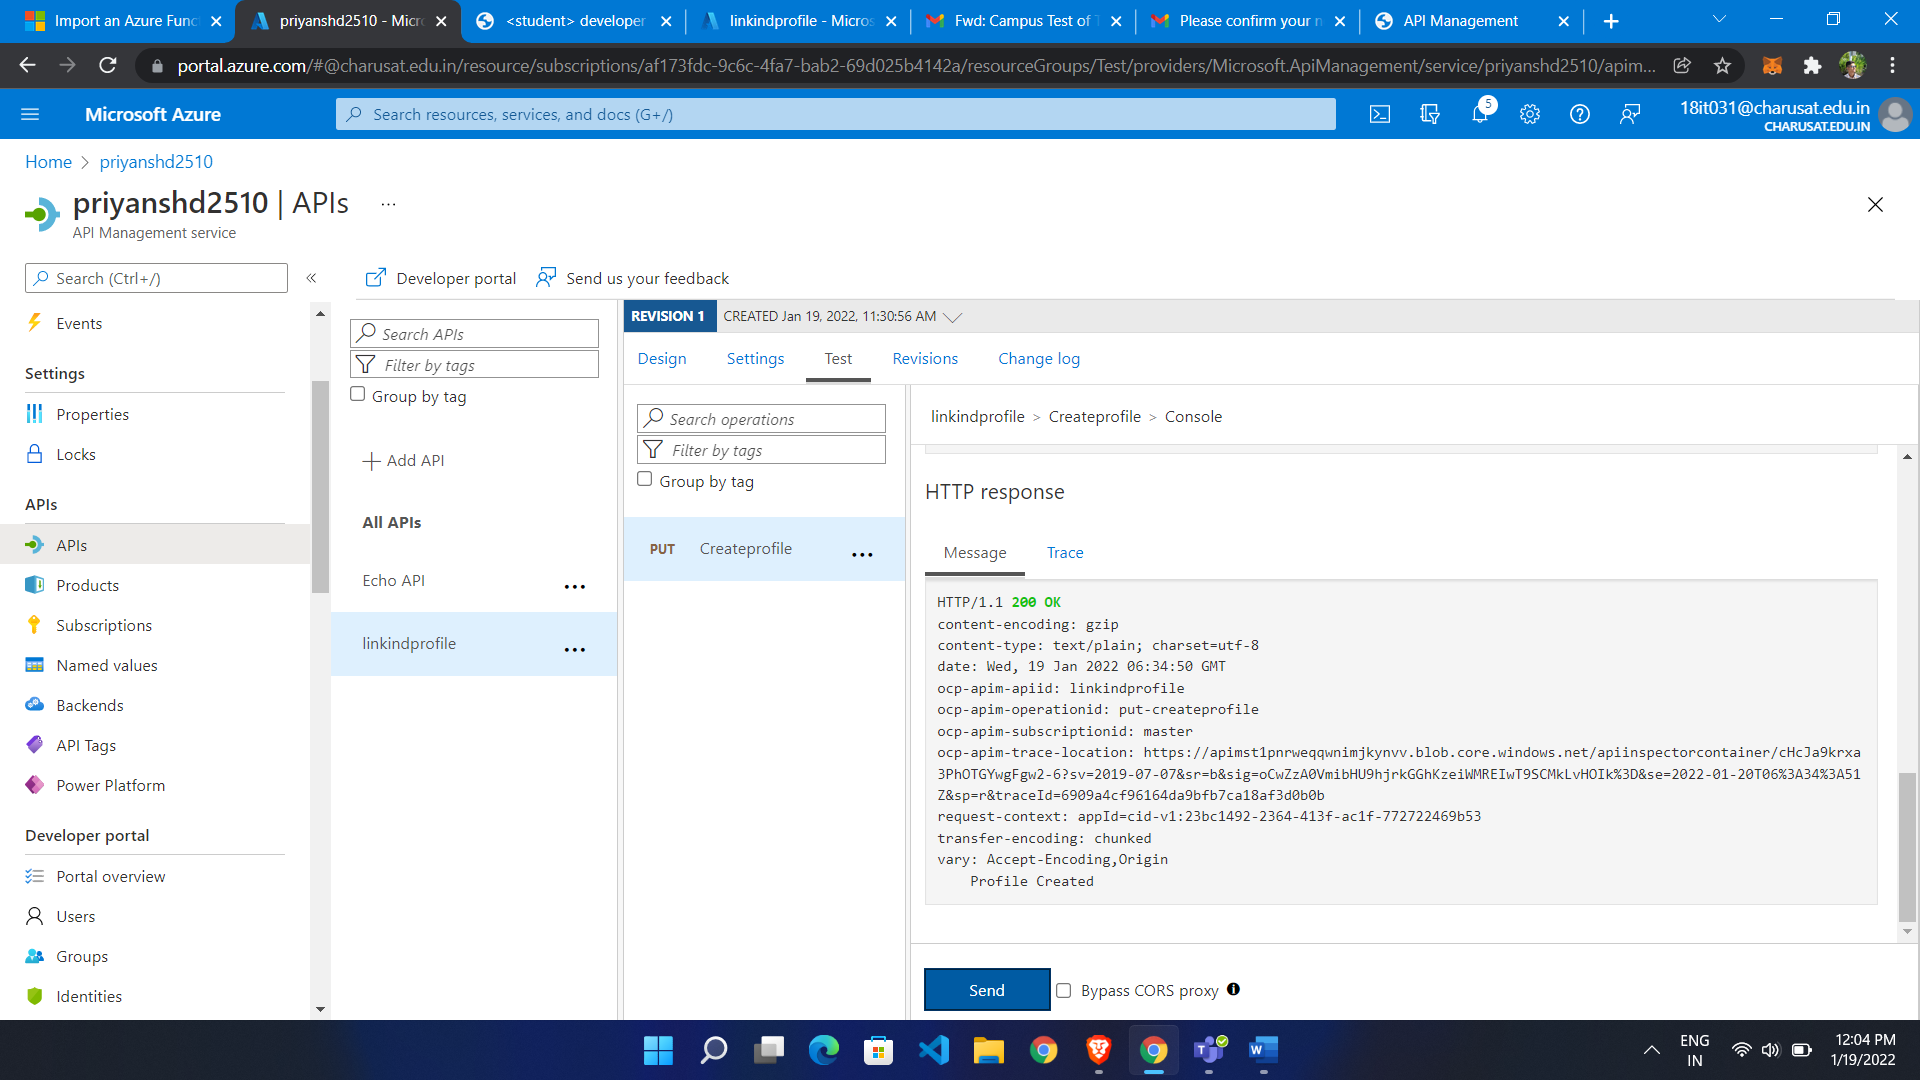 Import an Azure Func
priyanshd2510 - Micr
<student> developer
linkindprofile - Micros
Fwd: Campus Test of T
Please confirm your n
API Management
portal.azure.com/#@charusat.edu.in/resource/subscriptions/af173fdc-9c6c-4fa7-bab2-69d025b4142a/resourceGroups/Test/providers/Microsoft.ApiManagement/service/priyanshd2510/apim...
Microsoft Azure
Search resources, services, and docs (G+/)
5
18it031@charusat.edu.in
CHARUSAT.EDU.IN
Home > priyanshd2510
priyanshd2510 | APIs ...
API Management service
Search (Ctrl+/)
«
Events
Settings
Properties
Locks
APIs
APIs
Products
Subscriptions
Named values
Backends
API Tags
Power Platform
Developer portal
Portal overview
Users
Groups
Identities
Developer portal
Send us your feedback
Search APIs
Filter by tags
Group by tag
+ Add API
All APIs
Echo API ...
linkindprofile ...
REVISION 1 CREATED Jan 19, 2022, 11:30:56 AM
Design Settings Test Revisions Change log
Search operations
Filter by tags
Group by tag
PUT Createprofile ...
linkindprofile > Createprofile > Console
HTTP response
Message Trace
HTTP/1.1 200 OK
content-encoding: gzip
content-type: text/plain; charset=utf-8
date: Wed, 19 Jan 2022 06:34:50 GMT
ocp-apim-apiid: linkindprofile
ocp-apim-operationid: put-createprofile
ocp-apim-subscriptionid: master
ocp-apim-trace-location: https://apimst1pnrweqqwnimjkynvv.blob.core.windows.net/apiinspectorcontainer/cHcJa9krxa
3PhOTGYwgFgw2-6?sv=2019-07-07&sr=b&sig=oCwZzA0VmibHU9hjrkGGhKzeiWMREIwT9SCMkLvHOIk%3D&se=2022-01-20T06%3A34%3A51
Z&sp=r&traceId=6909a4cf96164da9bfb7ca18af3d0b0b
request-context: appId=cid-v1:23bc1492-2364-413f-ac1f-772722469b53
transfer-encoding: chunked
vary: Accept-Encoding,Origin
Profile Created
Send
Bypass CORS proxy
ENG
IN
12:04 PM
1/19/2022